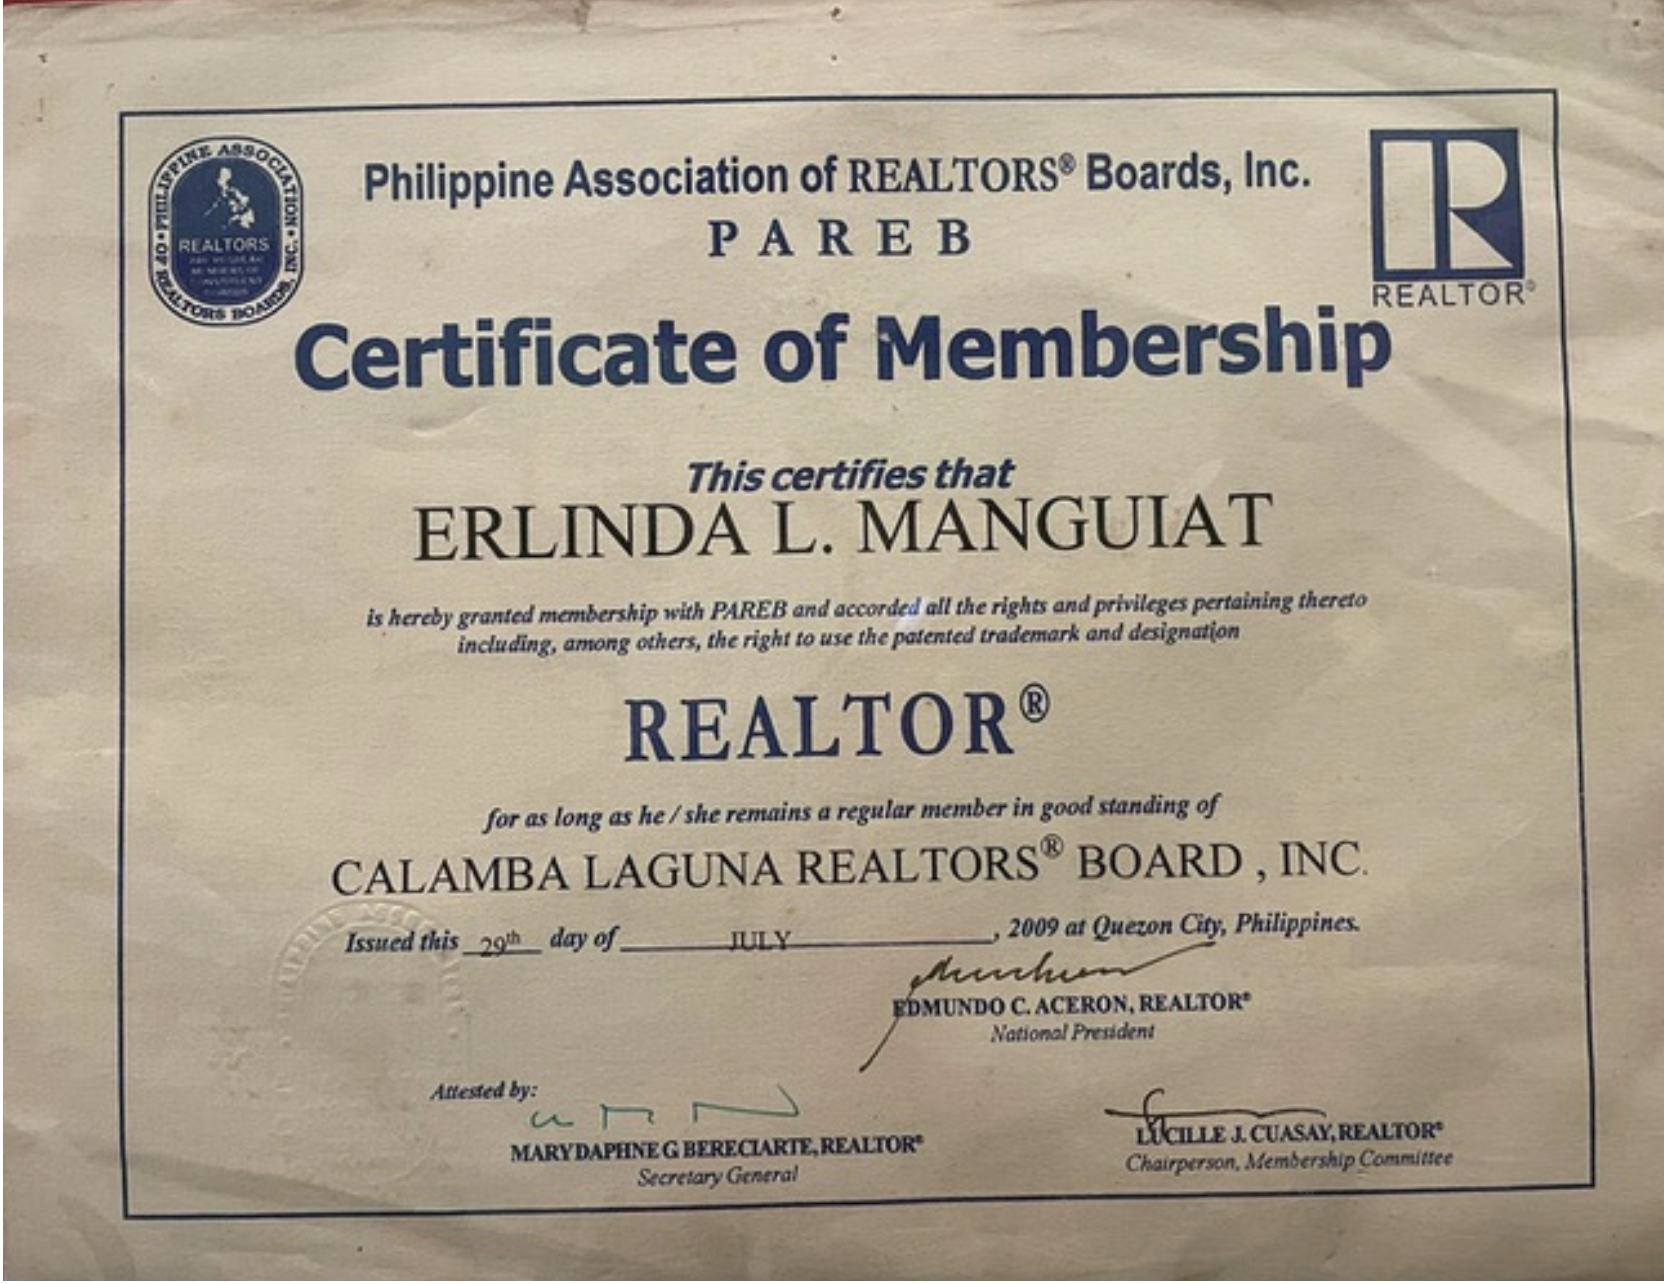 PHILIPPINE ASSOCIATION OF REALTORS BOARDS, INC.
REALTORS
Philippine Association of REALTORS® Boards, Inc.
PAREB
REALTOR®
Certificate of Membership
This certifies that
ERLINDA L. MANGUIAT
is hereby granted membership with PAREB and accorded all the rights and privileges pertaining thereto
including, among others, the right to use the patented trademark and designation
REALTOR®
for as long as he / she remains a regular member in good standing of
CALAMBA LAGUNA REALTORS® BOARD , INC.
Issued this 29th day of JULY , 2009 at Quezon City, Philippines.
EDMUNDO C. ACERON, REALTOR®
National President
Attested by:
MARY DAPHNE G BERECIARTE, REALTOR®
Secretary General
LUCILLE J. CUASAY, REALTOR®
Chairperson, Membership Committee